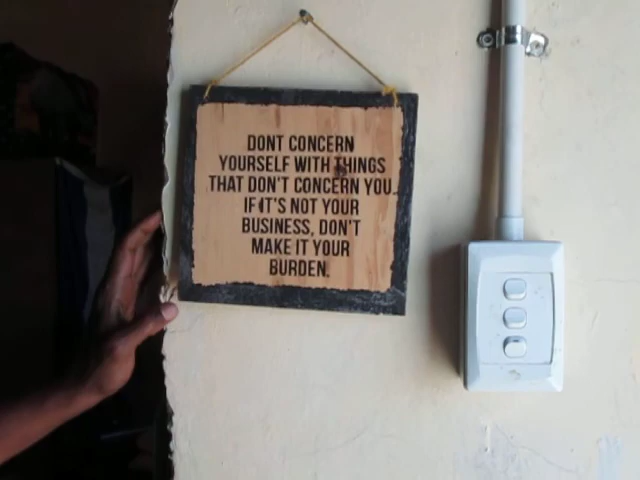 DONT CONCERN
YOURSELF WITH THINGS
THAT DON'T CONCERN YOU.
IF IT'S NOT YOUR
BUSINESS, DON'T
MAKE IT YOUR
BURDEN.